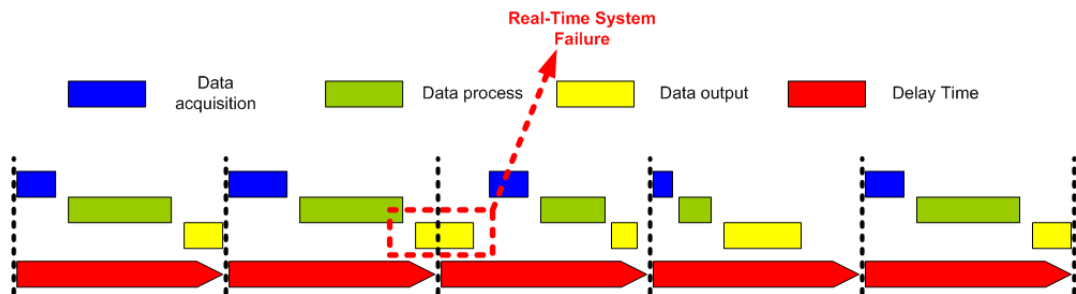 Real-Time System
Failure
Data
acquisition
Data process
Data output
Delay Time